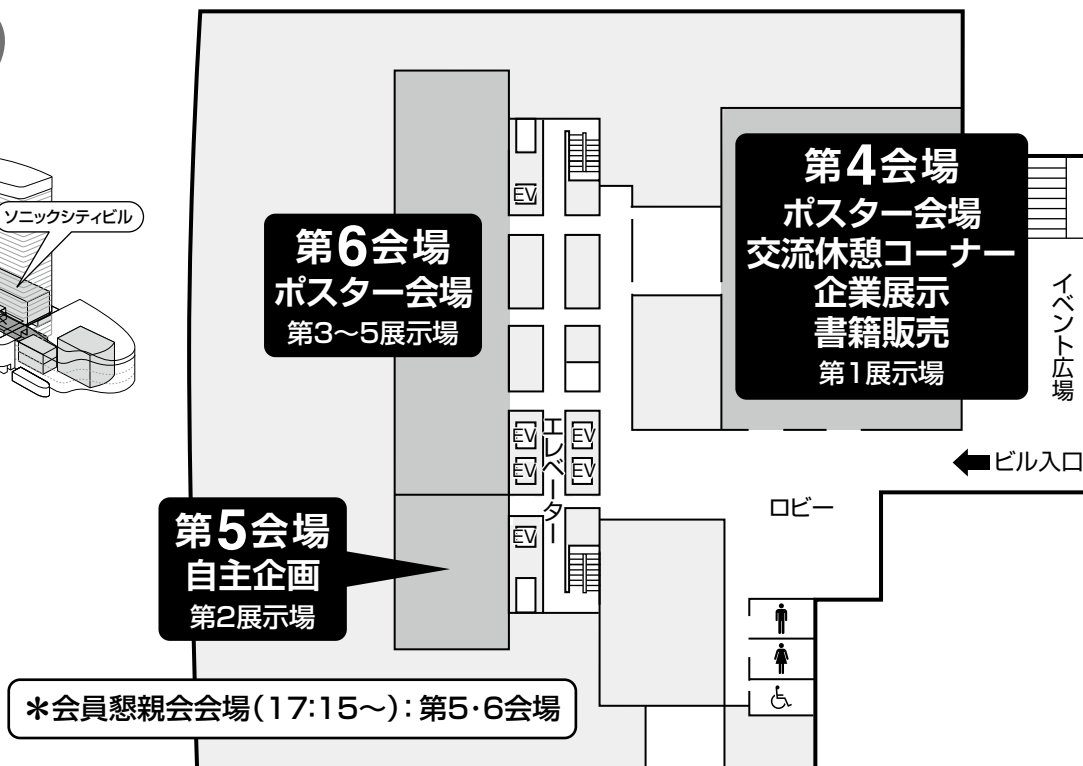 ソニックシティビル
第6会場
ポスター会場
第3〜5展示場
第4会場
ポスター会場
交流休憩コーナー
企業展示
書籍販売
第1展示場
イベント広場
EV
EV
EV
EV
EV
エレベーター
EV
ビル入口
ロビー
第5会場
自主企画
第2展示場
＊会員懇親会会場(17:15〜)：第5・6会場